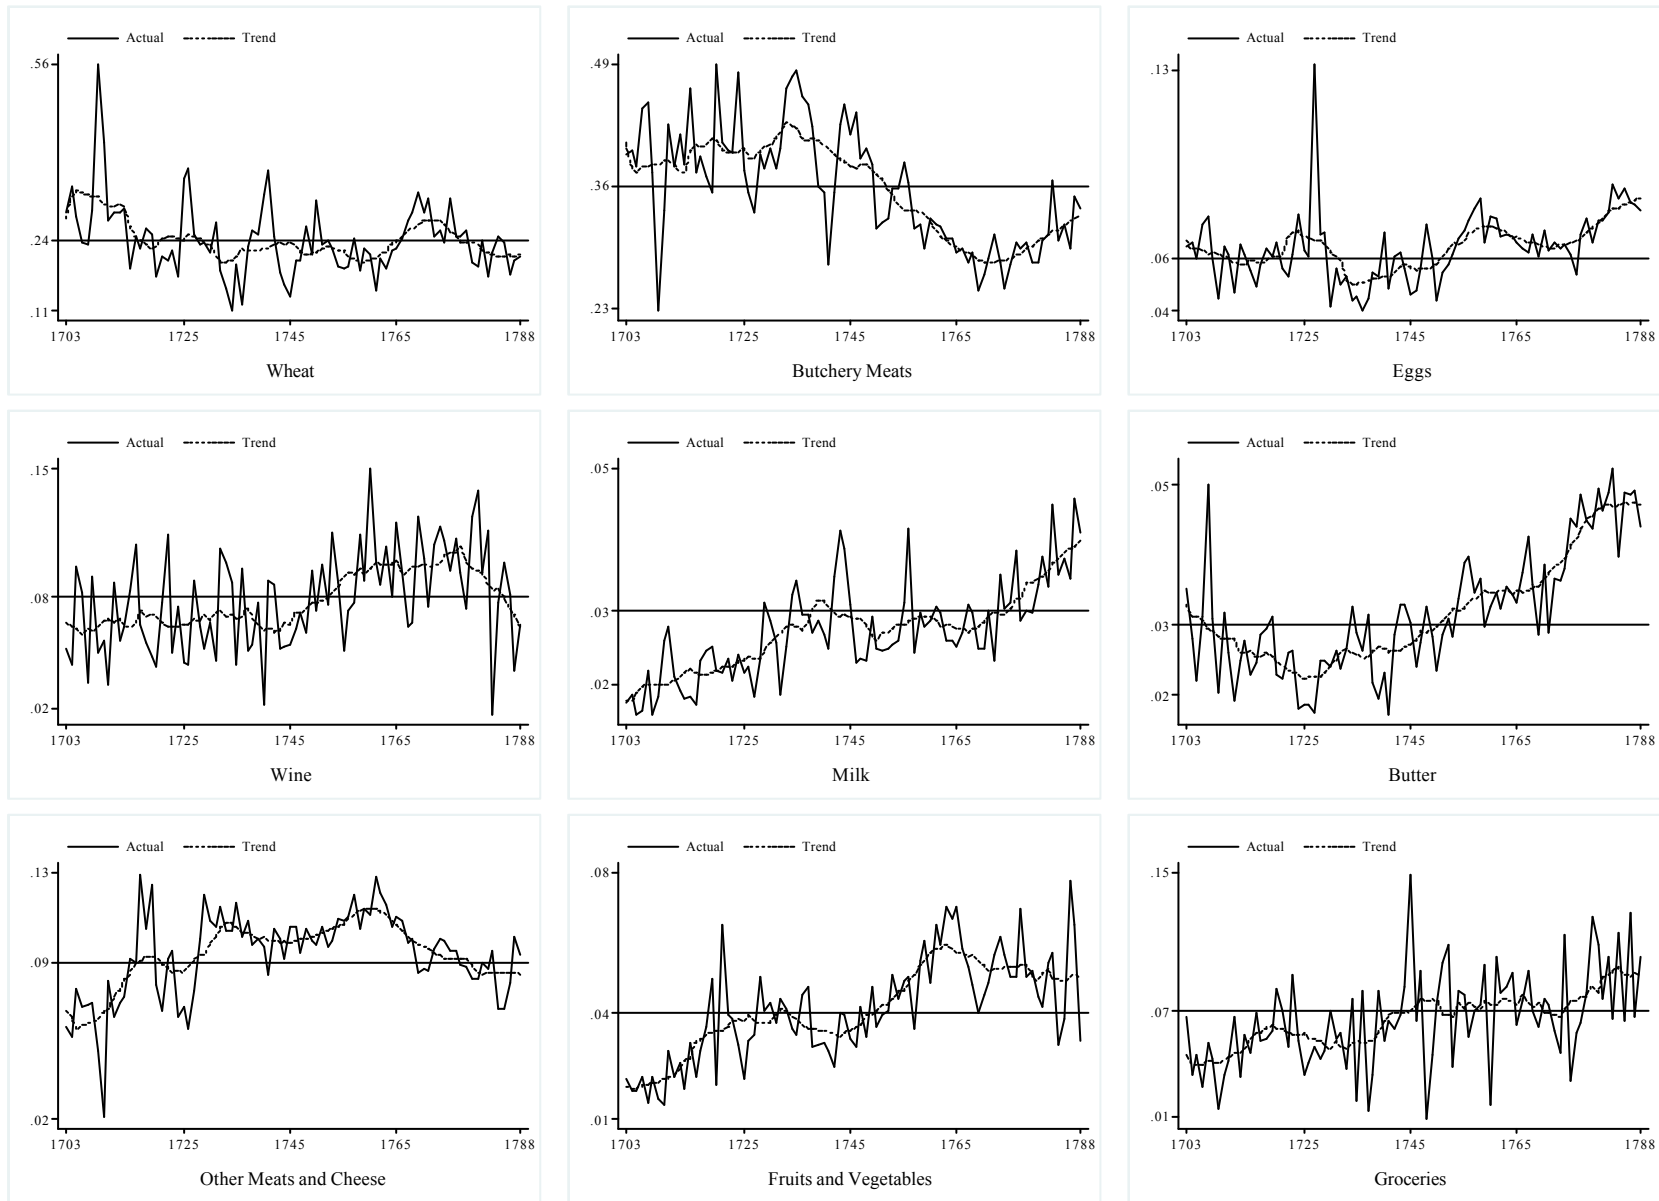 Actual Trend
.56
.24
.11
1703 1725 1745 1765 1788
Wheat
Actual Trend
.49
.36
.23
1703 1725 1745 1765 1788
Butchery Meats
Actual Trend
.13
.06
.04
1703 1725 1745 1765 1788
Eggs
Actual Trend
.15
.08
.02
1703 1725 1745 1765 1788
Wine
Actual Trend
.05
.03
.02
1703 1725 1745 1765 1788
Milk
Actual Trend
.05
.03
.02
1703 1725 1745 1765 1788
Butter
Actual Trend
.13
.09
.02
1703 1725 1745 1765 1788
Other Meats and Cheese
Actual Trend
.08
.04
.01
1703 1725 1745 1765 1788
Fruits and Vegetables
Actual Trend
.15
.07
.01
1703 1725 1745 1765 1788
Groceries